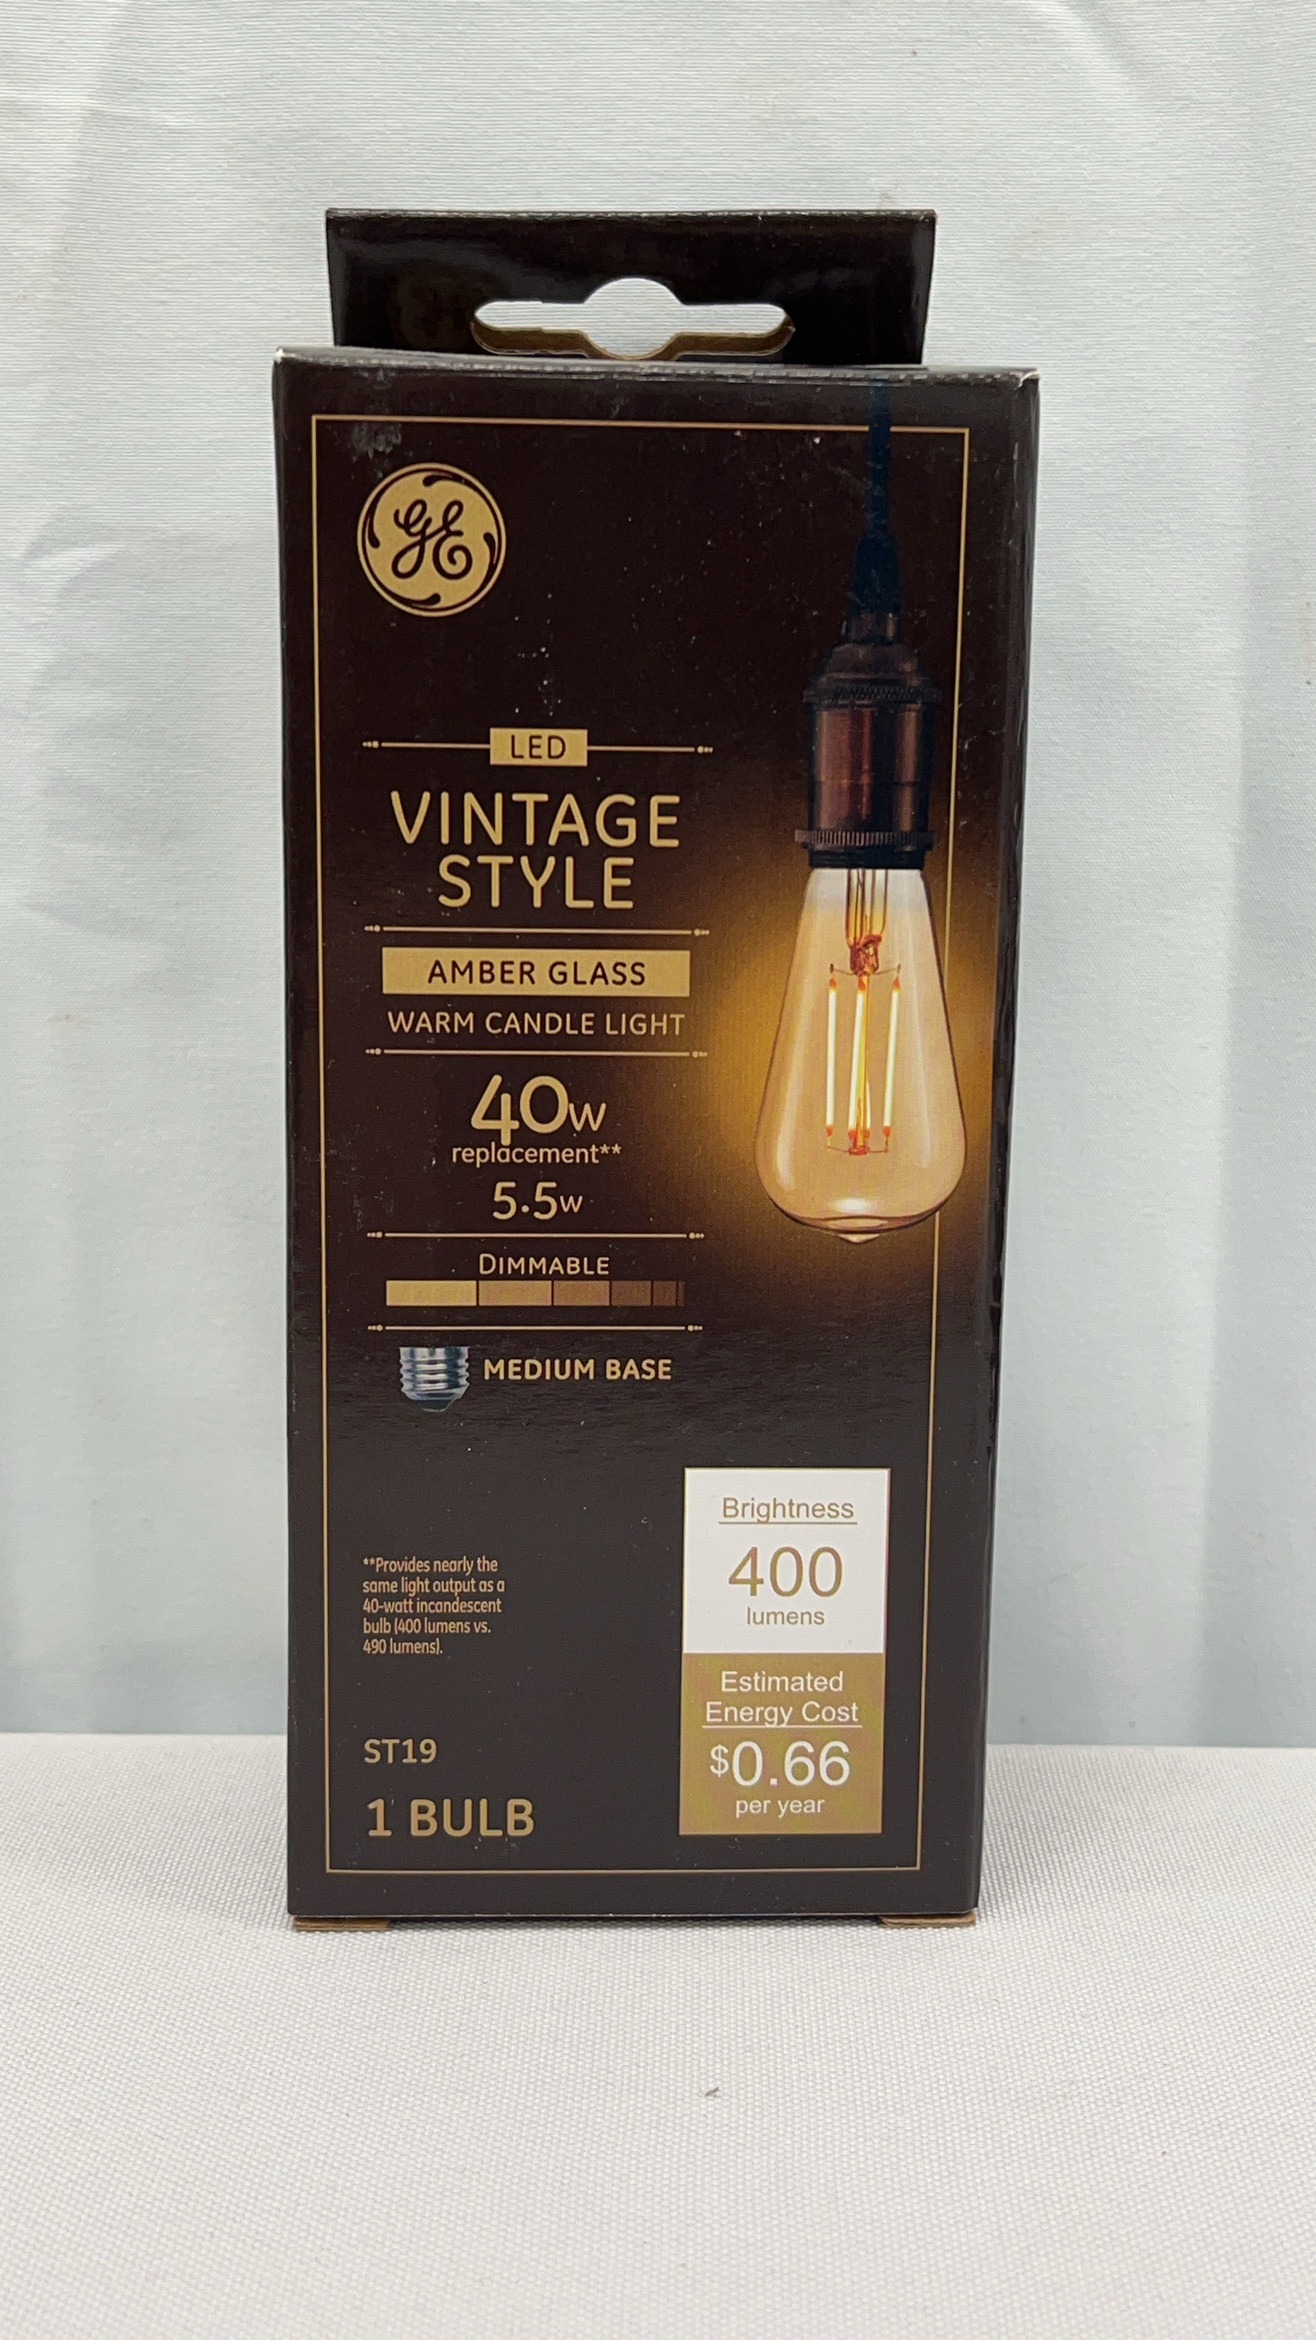 GE
LED
VINTAGE
STYLE
AMBER GLASS
WARM CANDLE LIGHT
40w
replacement**
5.5w
DIMMABLE
MEDIUM BASE
**Provides nearly the
same light output as a
40-watt incandescent
bulb (400 lumens vs.
490 lumens).
ST19
1 BULB
Brightness
400
lumens
Estimated
Energy Cost
$0.66
per year